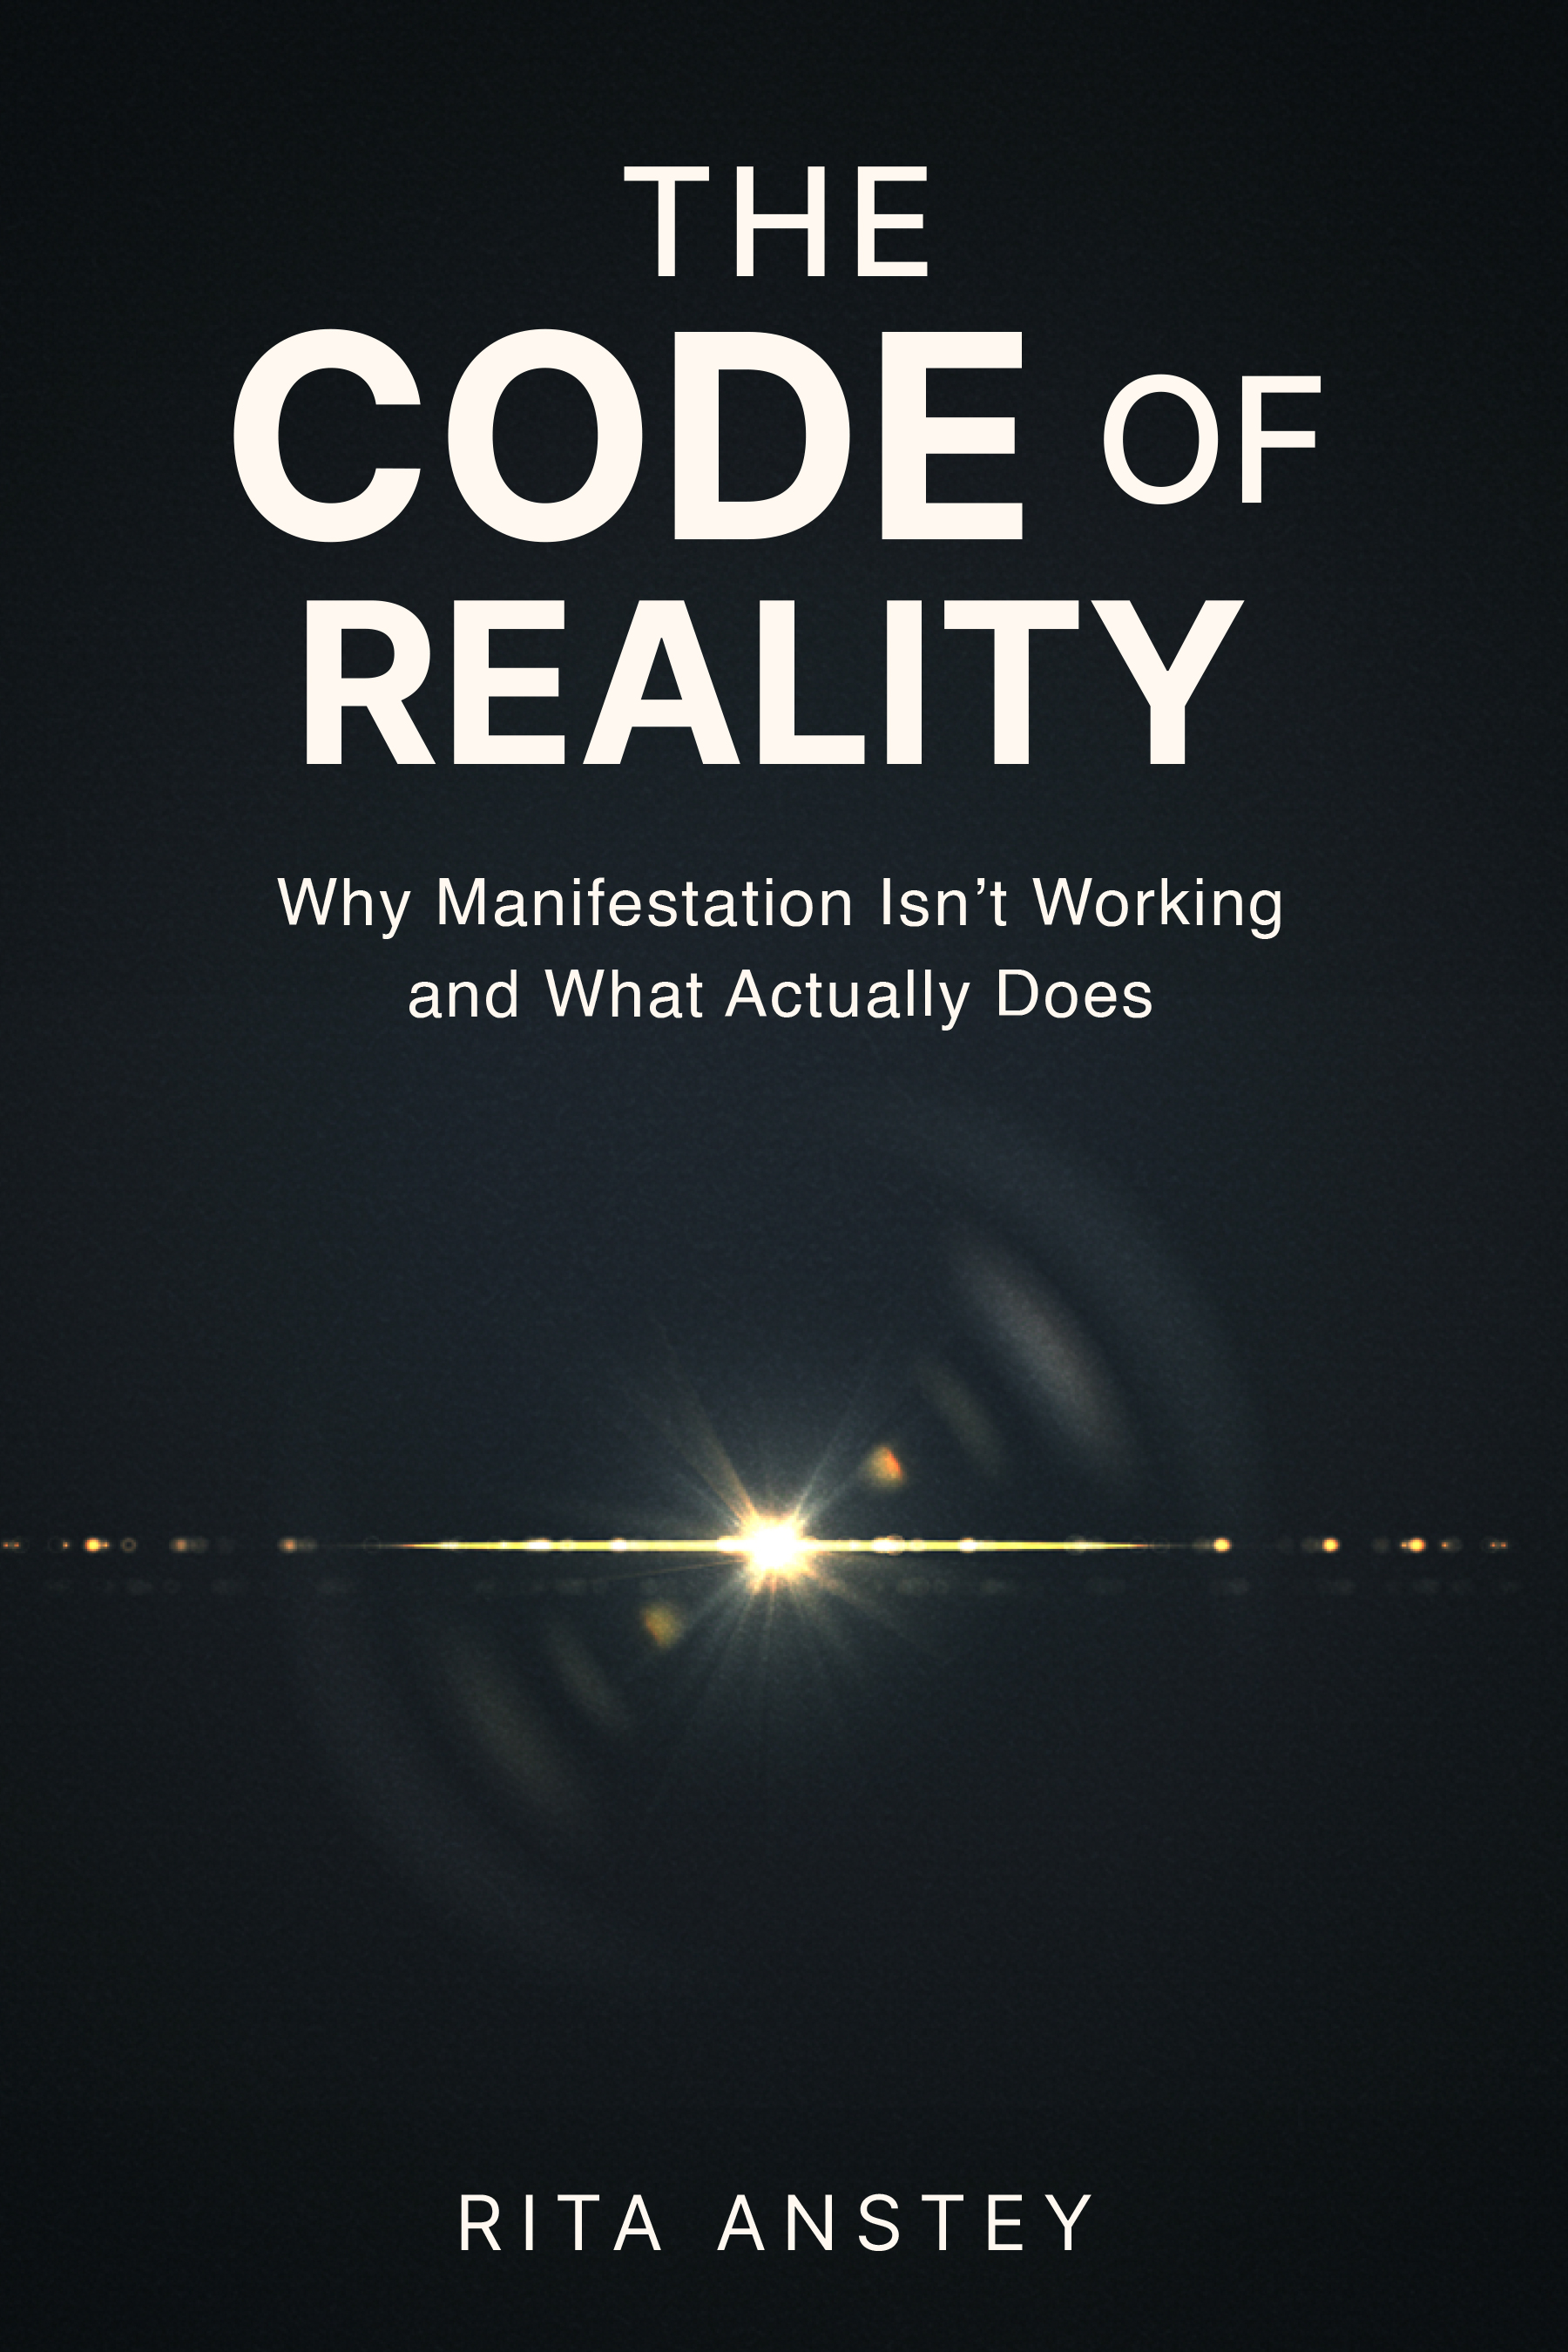 THE
CODE OF
REALITY
Why Manifestation Isn’t Working
and What Actually Does
RITA ANSTEY